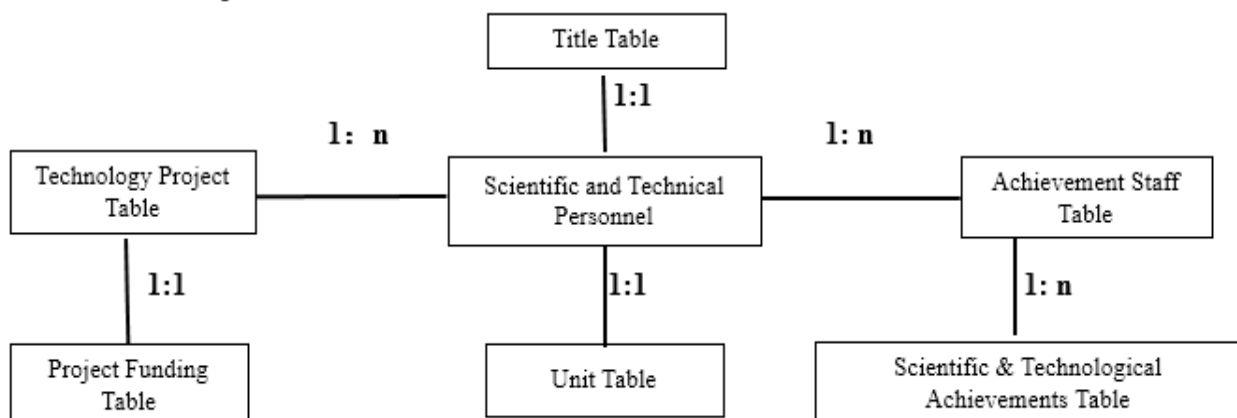 Title Table
1:1
1: n
1: n
Technology Project
Table
Scientific and Technical
Personnel
Achievement Staff
Table
1:1
1:1
1: n
Project Funding
Table
Unit Table
Scientific & Technological
Achievements Table